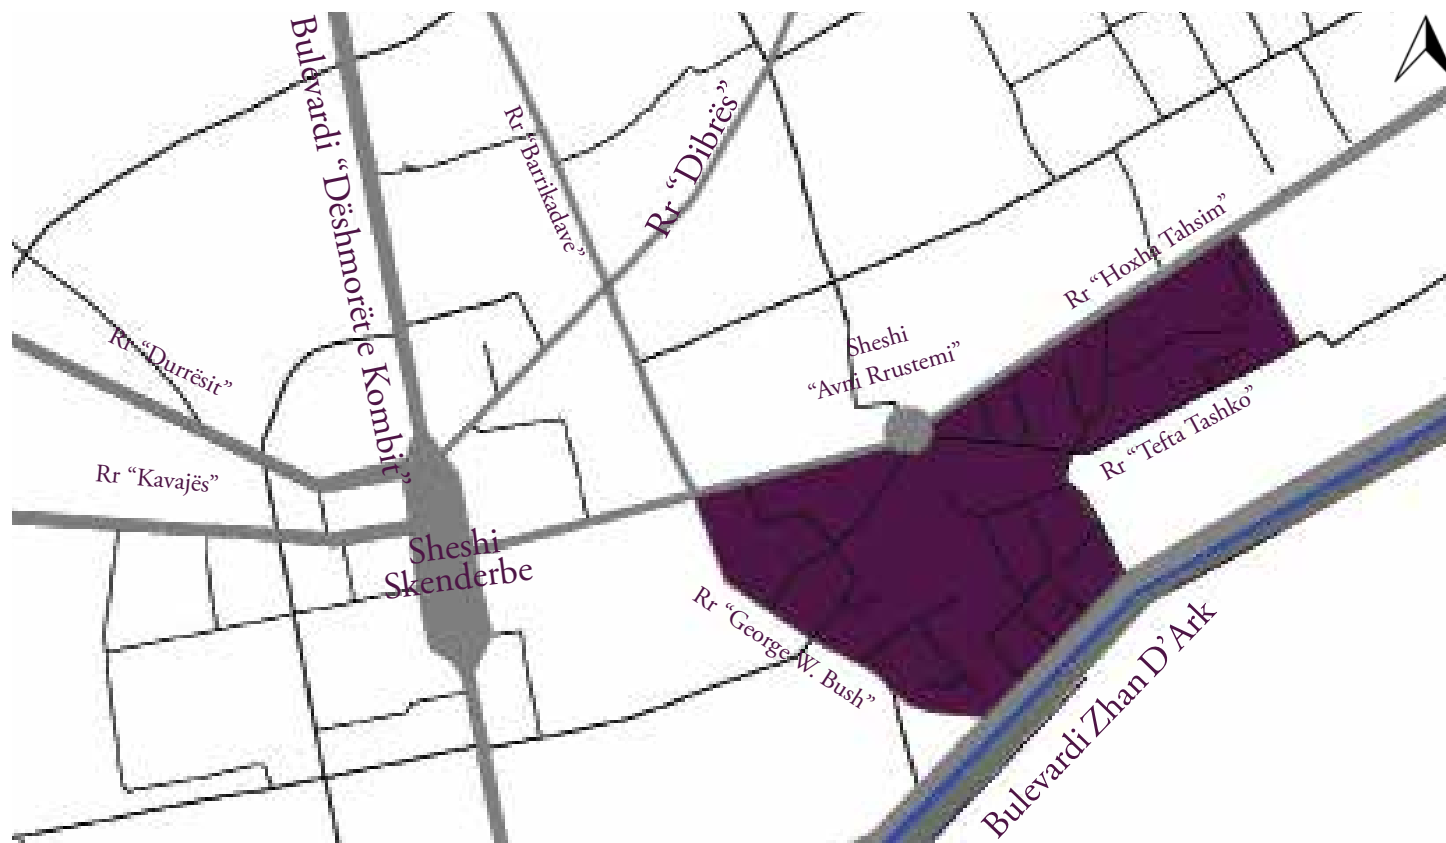 Bulevardi “Dëshmorët e Kombit”
Rr “Barrikadave”
Rr “Dibrës”
Rr “Hoxha Tahsim”
Rr “Durrësit”
Sheshi
“Avni Rrustemi”
Rr “Tefta Tashko”
Rr “Kavajës”
Sheshi
Skenderbe
Rr “George W. Bush”
Bulevardi Zhan D’Ark